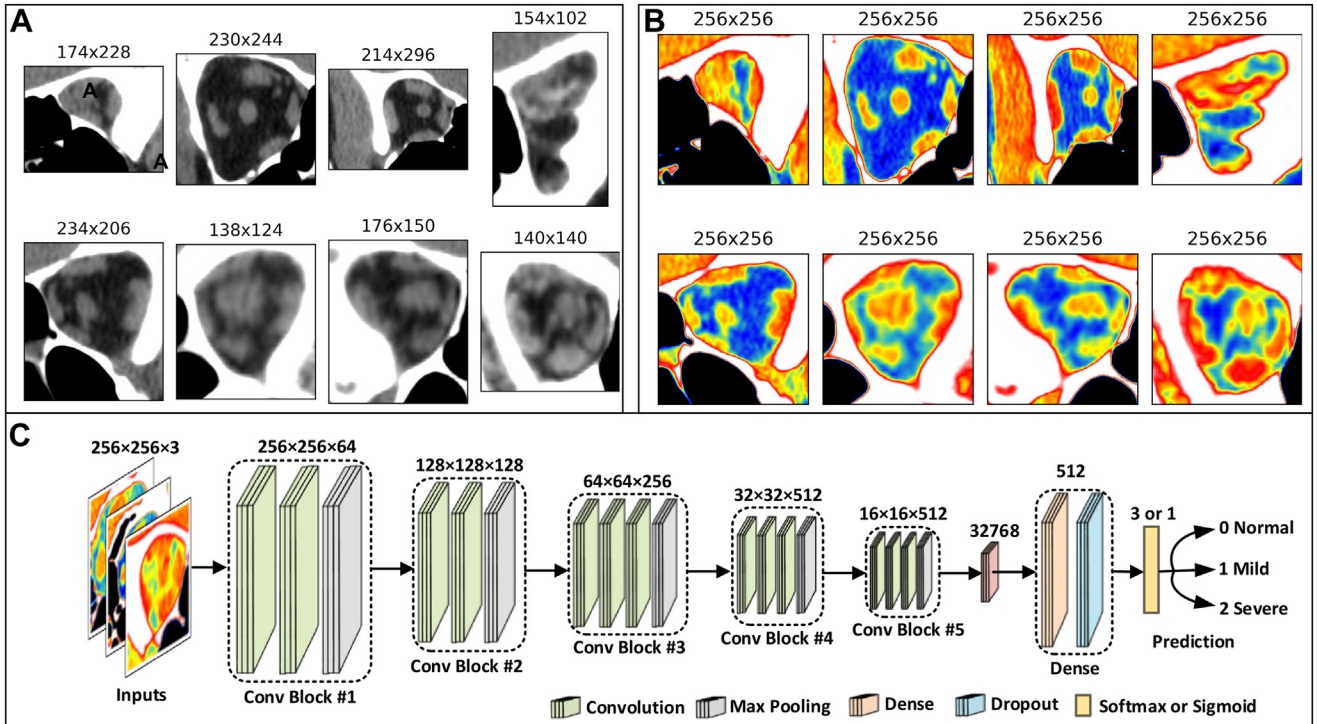 A
174x228
230x244
214x296
154x102
A
A
234x206
138x124
176x150
140x140
B
256x256
256x256
256x256
256x256
256x256
256x256
256x256
256x256
C
256×256×3
256×256×64
128×128×128
64×64×256
32×32×512
16×16×512
32768
512
3 or 1
0 Normal
1 Mild
2 Severe
Inputs
Conv Block #1
Conv Block #2
Conv Block #3
Conv Block #4
Conv Block #5
Dense
Prediction
Convolution
Max Pooling
Dense
Dropout
Softmax or Sigmoid